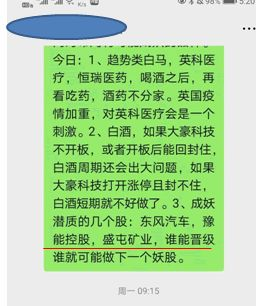 5:20
今日：1、趋势类白马，英科医
疗，恒瑞医药，喝酒之后，再
看吃药，酒药不分家。英国疫
情加重，对英科医疗会是一个
刺激。2、白酒，如果大豪科技
不开板，或者开板后能回封住，
白酒周期还会出大问题，如果
大豪科技打开涨停且封不住，
白酒短期就不好做了。3、成妖
潜质的几个股：东风汽车，豫
能控股，盛屯矿业，谁能晋级
谁就可能做下一个妖股。
周一 09:15